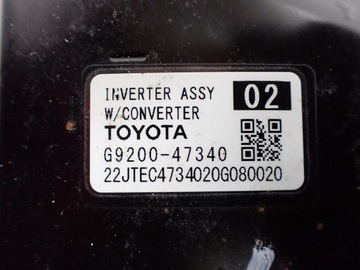 INVERTER ASSY 02
W/CONVERTER
TOYOTA
G9200-47340
22JTEC4734020G080020